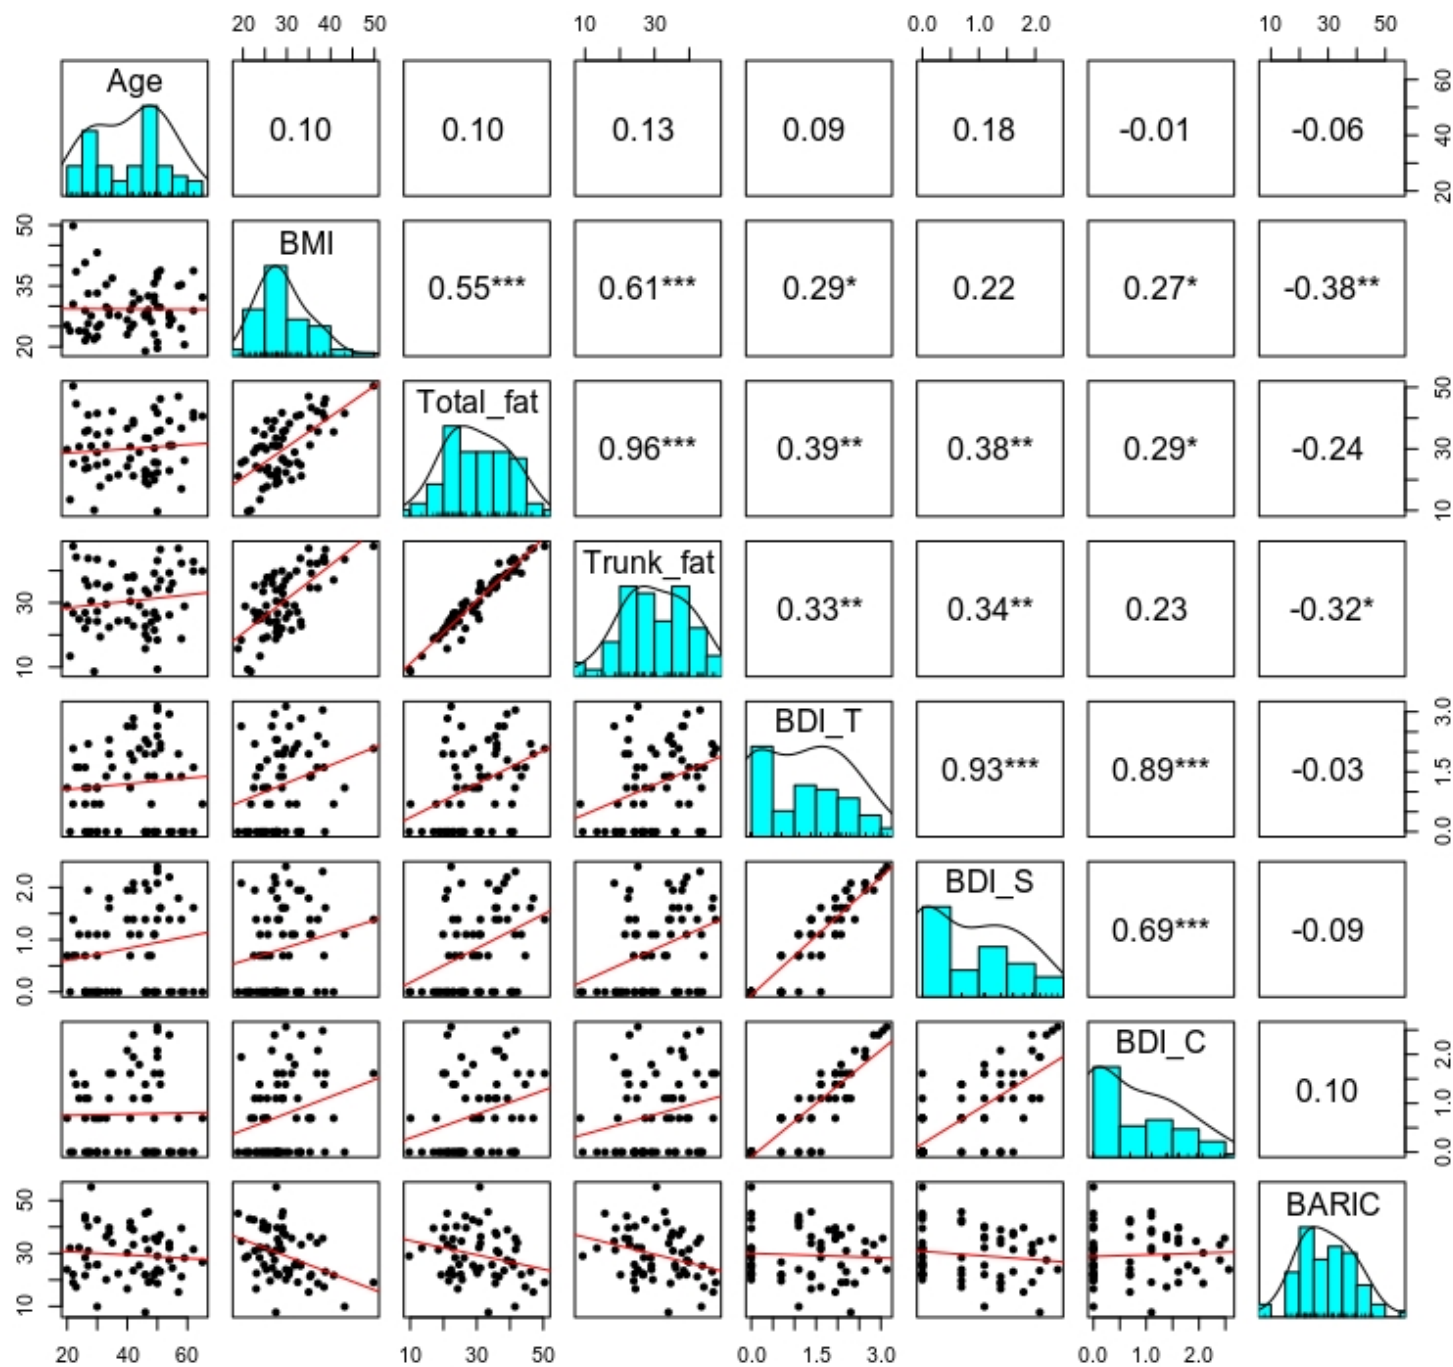 20 30 40 50 10 30 0.0 1.0 2.0 10 30 50
Age 0.10 0.10 0.13 0.09 0.18 -0.01 -0.06 20 40 60
20 35 50 BMI 0.55*** 0.61*** 0.29* 0.22 0.27* -0.38**
Total_fat 0.96*** 0.39** 0.38** 0.29* -0.24 10 30 50
10 30 Trunk_fat 0.33** 0.34** 0.23 -0.32*
BDI_T 0.93*** 0.89*** -0.03 0.0 1.5 3.0
0.0 1.0 2.0 BDI_S 0.69*** -0.09
BDI_C 0.10 0.0 1.0 2.0
10 30 50 BARIC
20 40 60 10 20 30 40 50 0.0 1.0 3.0 0.0 1.0 2.0